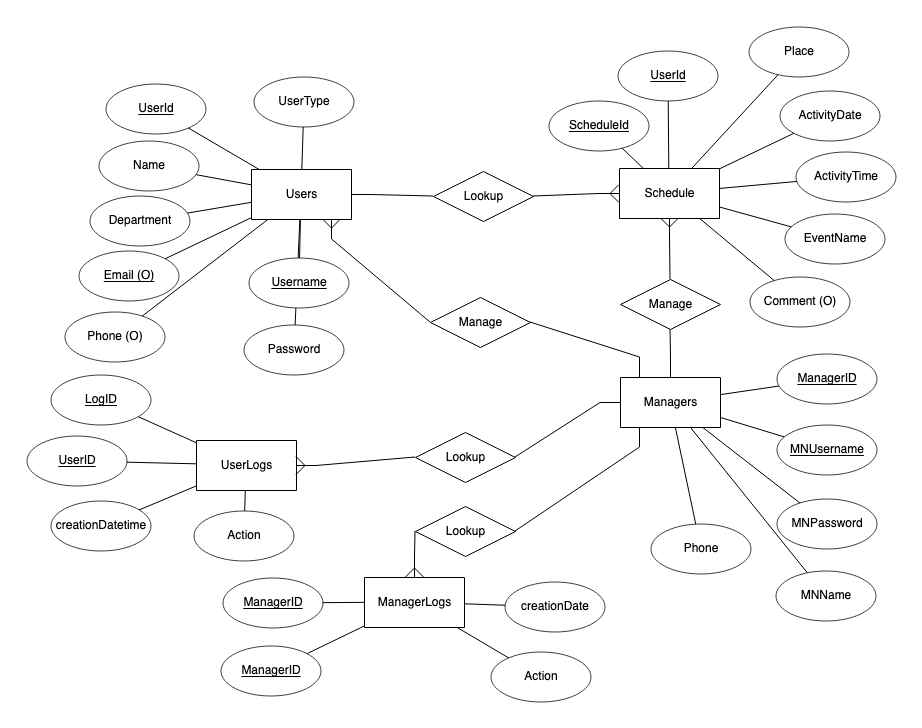 Place
UserId
UserType
UserId
ActivityDate
ScheduleId
Name
ActivityTime
Users
Lookup
Schedule
Department
EventName
Email (O)
Username
Comment (O)
Manage
Manage
Phone (O)
Password
ManagerID
LogID
Managers
MNUsername
UserID
UserLogs
Lookup
creationDatetime
Action
Lookup
MNPassword
Phone
MNName
ManagerID
ManagerLogs
creationDate
ManagerID
Action